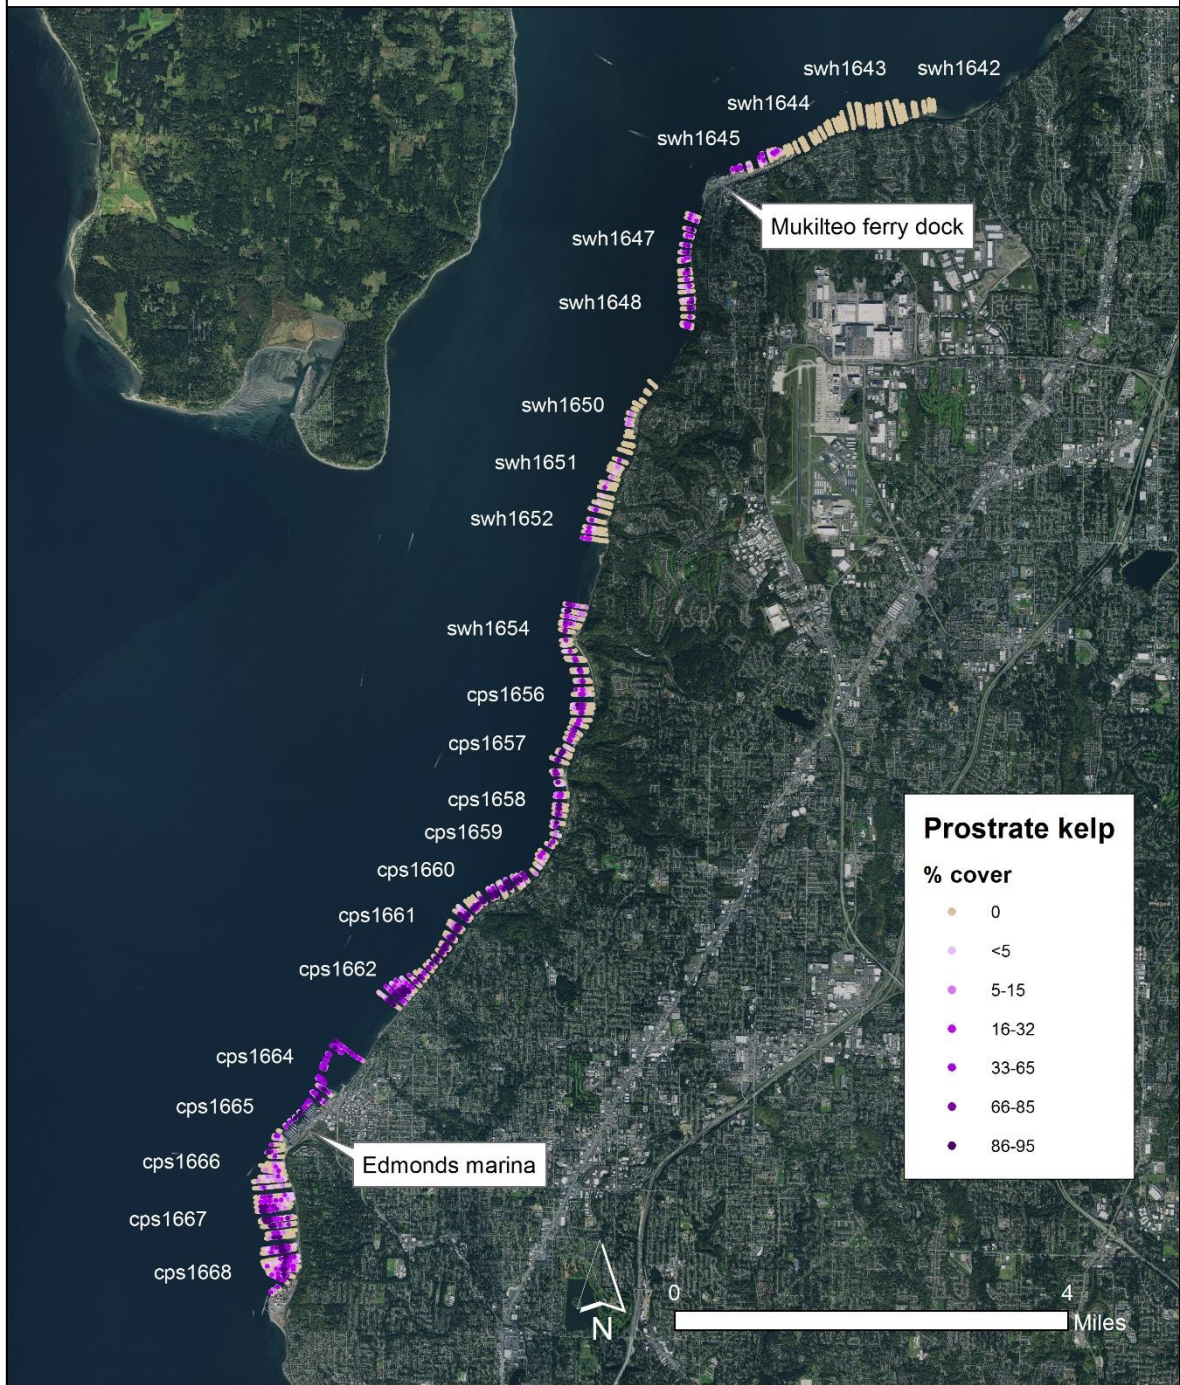 swh1643
swh1642
swh1644
swh1645
Mukilteo ferry dock
swh1647
swh1648
swh1650
swh1651
swh1652
swh1654
cps1656
cps1657
cps1658
cps1659
cps1660
cps1661
cps1662
cps1664
cps1665
cps1666
Edmonds marina
cps1667
cps1668
Prostrate kelp
% cover
0
<5
5-15
16-32
33-65
66-85
86-95
N
0
4
Miles